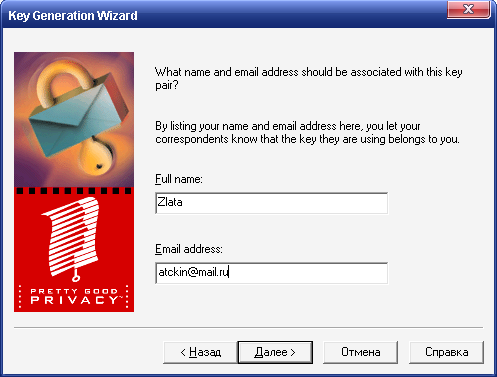 Key Generation Wizard
What name and email address should be associated with this key
pair?
By listing your name and email address here, you let your
correspondents know that the key they are using belongs to you.
Full name:
Zlata
Email address:
atckin@mail.ru
PRETTY GOOD
PRIVACY™
< Назад
Далее >
Отмена
Справка